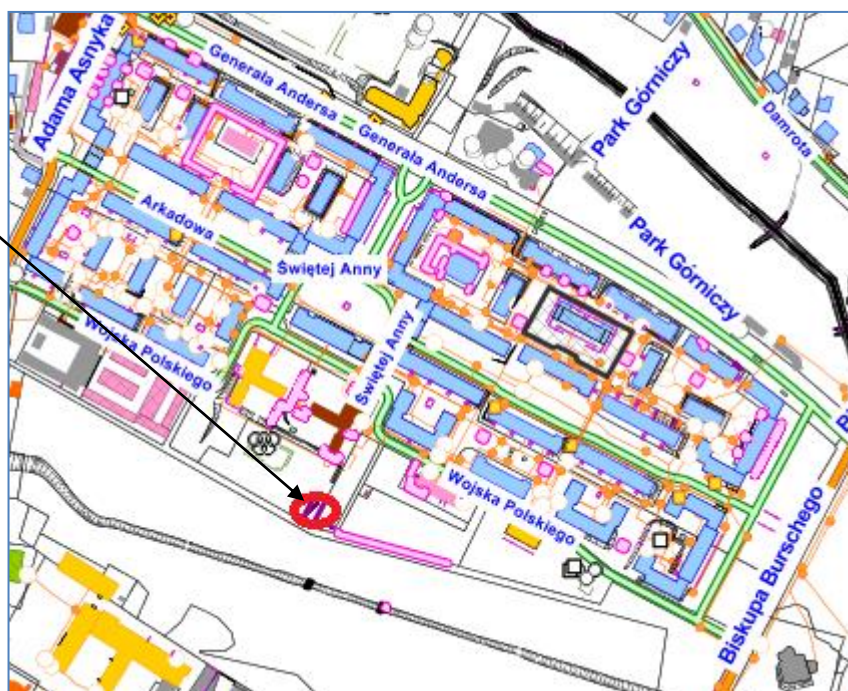 Adama Asnyka
Generała Andersa
Generała Andersa
Park Górniczy
Damrota
Arkadowa
Świętej Anny
Park Górniczy
Wojska Polskiego
Świętej Anny
Wojska Polskiego
Biskupa Burschego